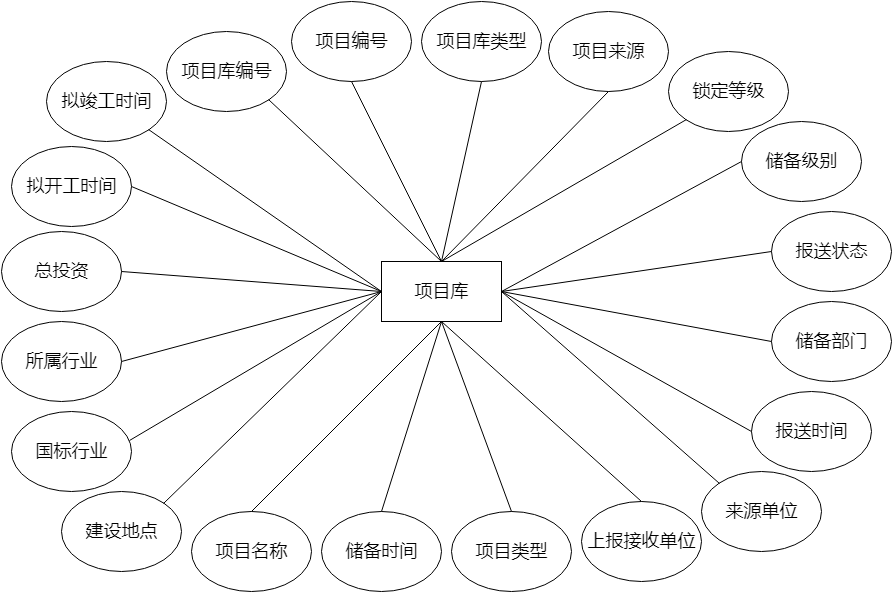 项目编号
项目库类型
项目来源
项目库编号
锁定等级
拟竣工时间
储备级别
拟开工时间
报送状态
总投资
项目库
储备部门
所属行业
报送时间
国标行业
来源单位
建设地点
项目名称
储备时间
项目类型
上报接收单位